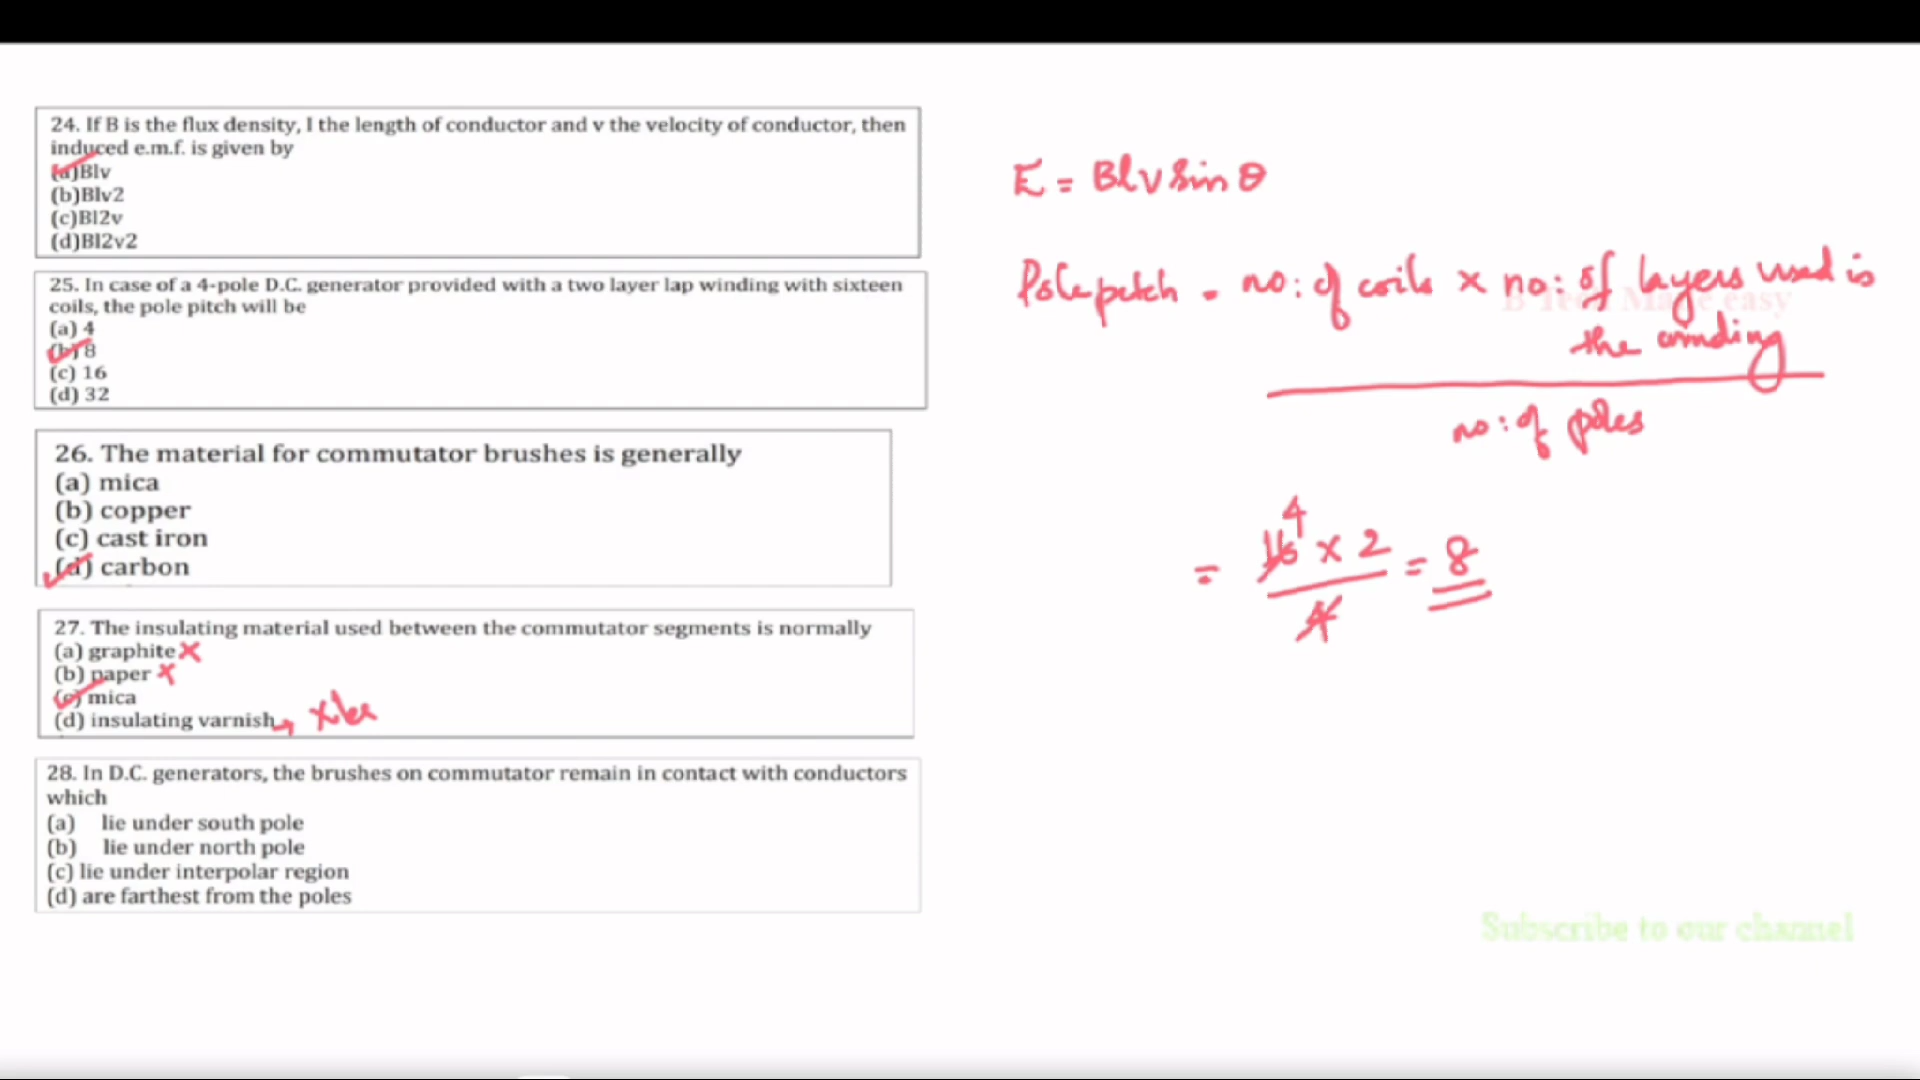 24. If B is the flux density, I the length of conductor and v the velocity of conductor, then
induced e.m.f. is given by
(a)Blv
(b)Blv2
(c)Bl2v
(d)Bl2v2
25. In case of a 4-pole D.C. generator provided with a two layer lap winding with sixteen
coils, the pole pitch will be
(a) 4
(b) 8
(c) 16
(d) 32
26. The material for commutator brushes is generally
(a) mica
(b) copper
(c) cast iron
(d) carbon
27. The insulating material used between the commutator segments is normally
(a) graphite x
(b) paper x
(c) mica
(d) insulating varnish →
28. In D.C. generators, the brushes on commutator remain in contact with conductors
which
(a) lie under south pole
(b) lie under north pole
(c) lie under interpolar region
(d) are farthest from the poles
E = Blv Sin θ
Pole pitch = no: of coils x no: of layers used is
the winding
no: of poles
B Tech Made easy
= 16 4 x 2 = 8
4
Subscribe to our channel